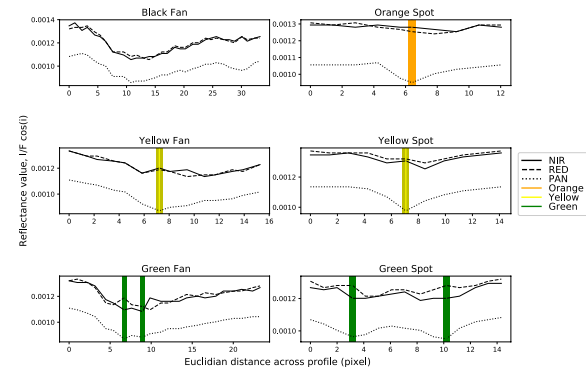 Black Fan
Orange Spot
0.0014
0.0012
0.0010
0 5 10 15 20 25 30
0.0013
0.0012
0.0011
0.0010
0 2 4 6 8 10 12
Yellow Fan
Yellow Spot
0.0012
0.0010
0 2 4 6 8 10 12 14 16
0.0012
0.0010
0 2 4 6 8 10 12 14
Green Fan
Green Spot
0.0012
0.0010
0 5 10 15 20
0.0012
0.0010
0 2 4 6 8 10 12 14
Reflectance value, I/F cos(i)
Euclidian distance across profile (pixel)
NIR
RED
PAN
Orange
Yellow
Green